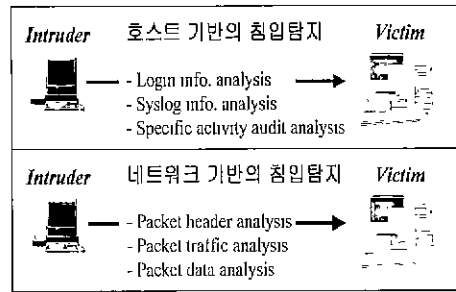 Intruder 호스트 기반의 침입탐지 Victim
- Login info. analysis
- Syslog info. analysis
- Specific activity audit analysis
Intruder 네트워크 기반의 침입탐지 Victim
- Packet header analysis
- Packet traffic analysis
- Packet data analysis